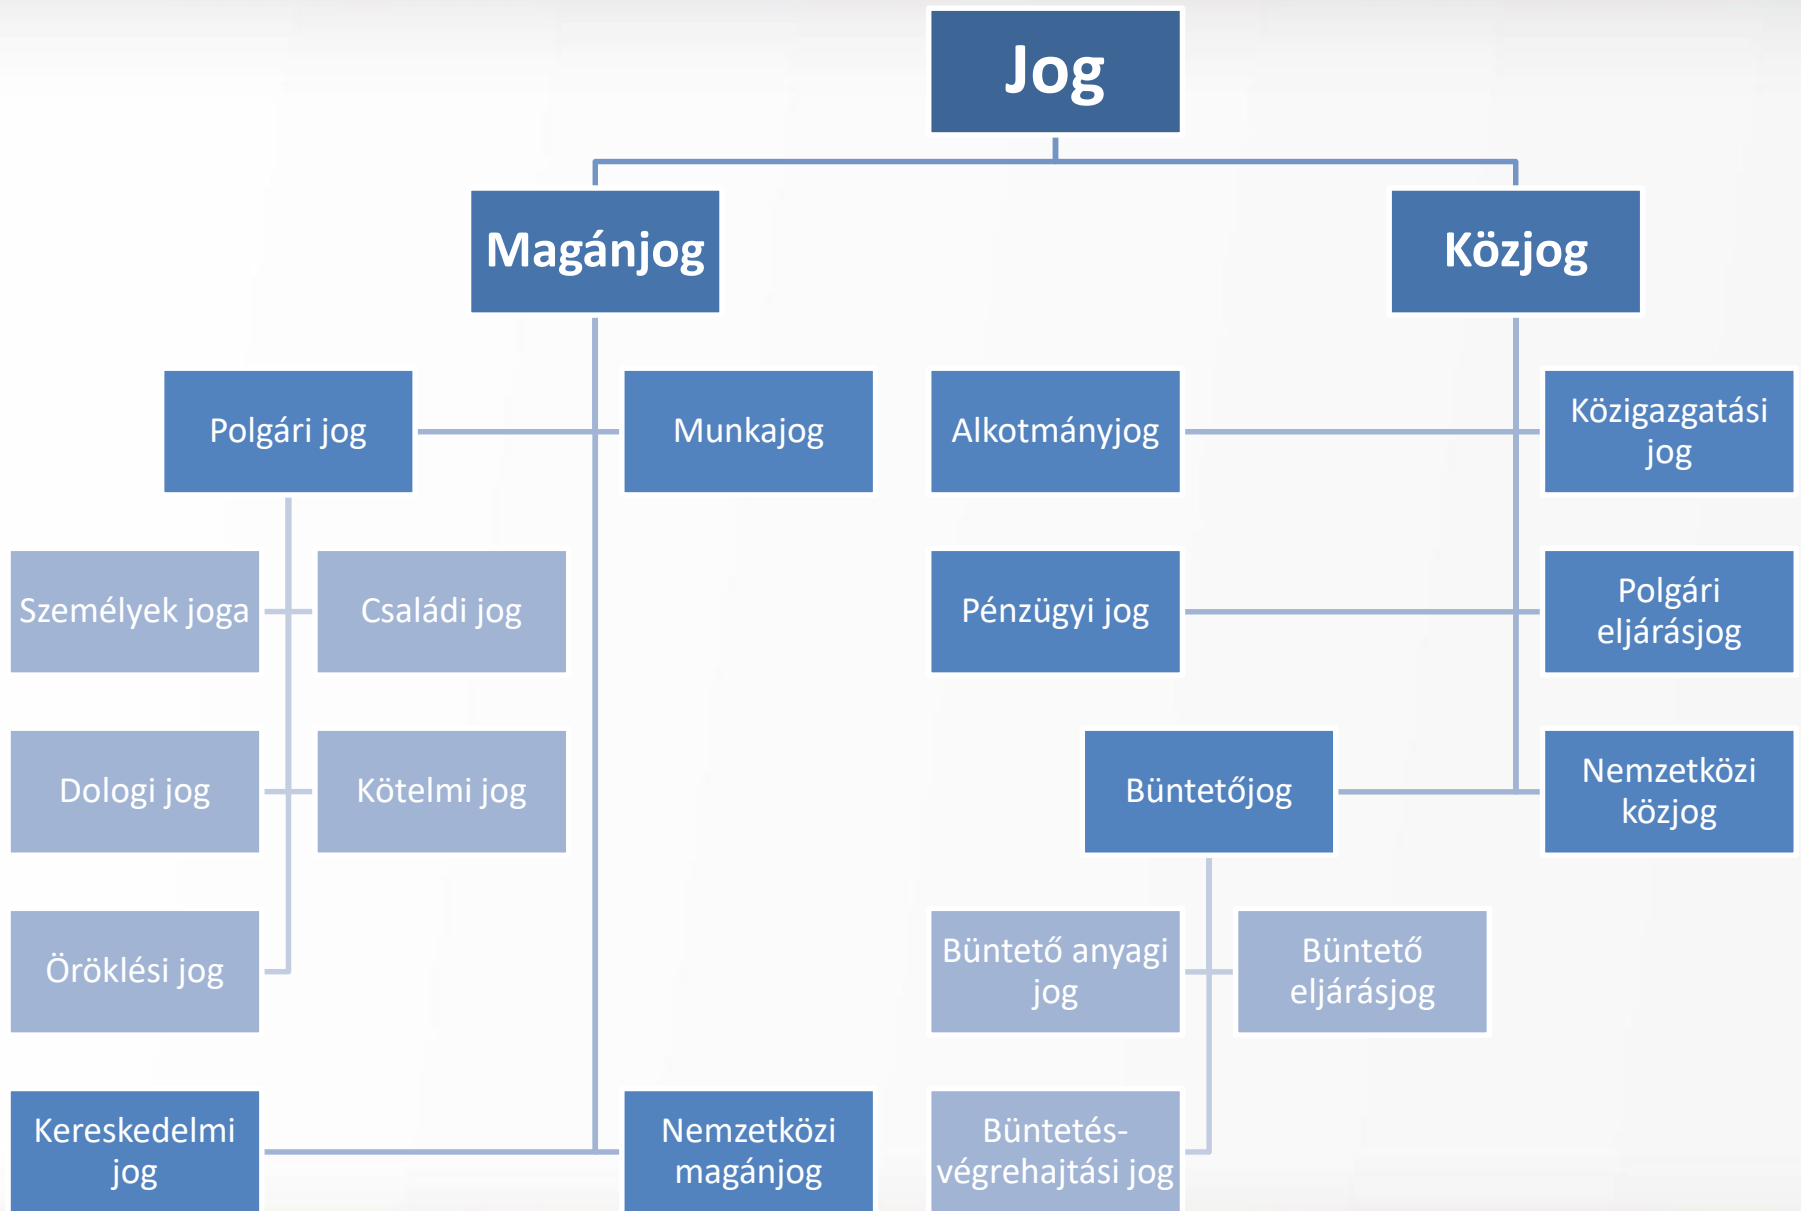 Jog
Magánjog
Közjog
Polgári jog
Munkajog
Alkotmányjog
Közigazgatási
jog
Személyek joga
Családi jog
Pénzügyi jog
Polgári
eljárásjog
Dologi jog
Kötelmi jog
Büntetőjog
Nemzetközi
közjog
Öröklési jog
Büntető anyagi
jog
Büntető
eljárásjog
Kereskedelmi
jog
Nemzetközi
magánjog
Büntetés-
végrehajtási jog